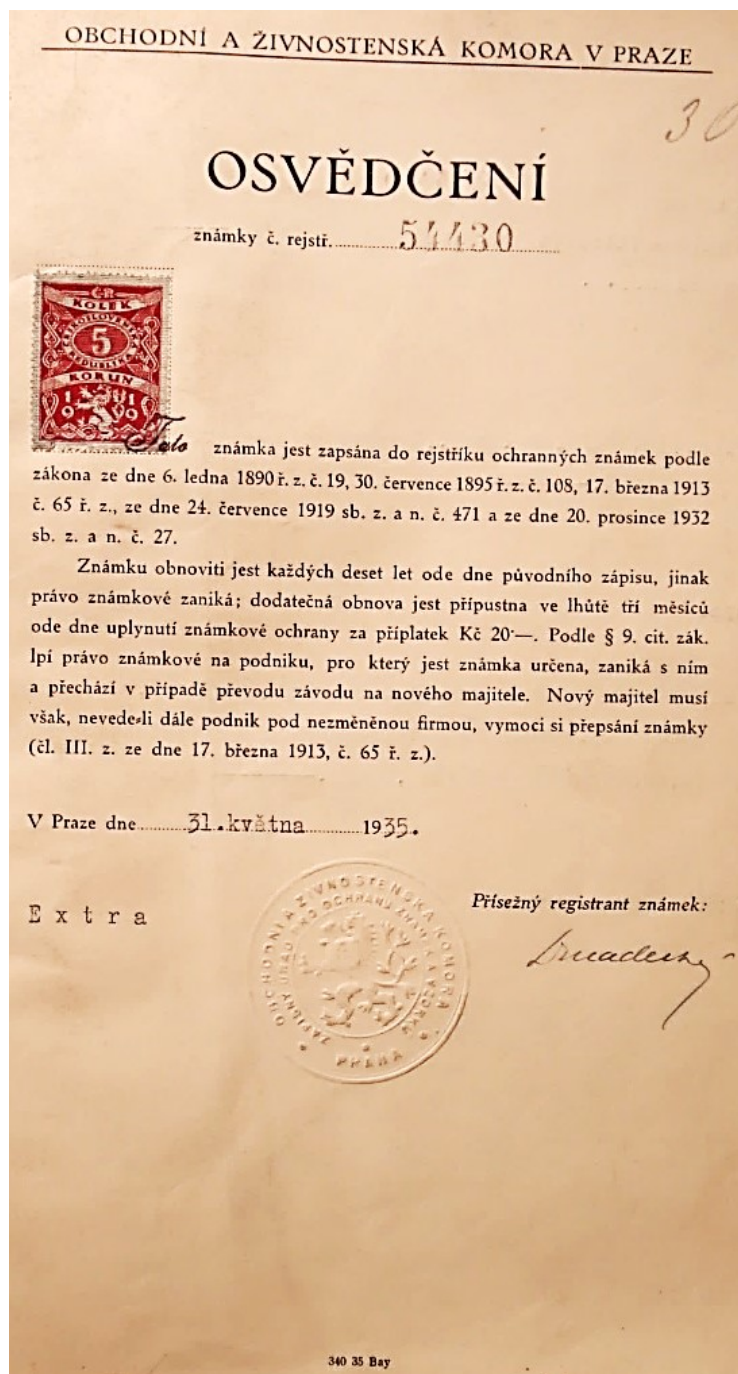 OBCHODNÍ A ŽIVNOSTENSKÁ KOMORA V PRAZE
30
OSVĚDČENÍ
známky č. rejstř. 54430
ČR
KOLEK
ČESKOSLOVENSKÁ
5
REPUBLIKA
KORUN
1919
Tato známka jest zapsána do rejstříku ochranných známek podle
zákona ze dne 6. ledna 1890 ř. z. č. 19, 30. července 1895 ř. z. č. 108, 17. března 1913
č. 65 ř. z., ze dne 24. července 1919 sb. z. a n. č. 471 a ze dne 20. prosince 1932
sb. z. a n. č. 27.
Známku obnoviti jest každých deset let ode dne původního zápisu, jinak
právo známkové zaniká; dodatečná obnova jest přípustna ve lhůtě tří měsíců
ode dne uplynutí známkové ochrany za příplatek Kč 20·—. Podle § 9. cit. zák.
lpí právo známkové na podniku, pro který jest známka určena, zaniká s ním
a přechází v případě převodu závodu na nového majitele. Nový majitel musí
však, nevede-li dále podnik pod nezměněnou firmou, vymoci si přepsání známky
(čl. III. z. ze dne 17. března 1913, č. 65 ř. z.).
V Praze dne 31. května 1935.
Extra
Přísežný registrant známek:
OBCHODNÍ A ŽIVNOSTENSKÁ KOMORA
PRAHA
340 35 Bay